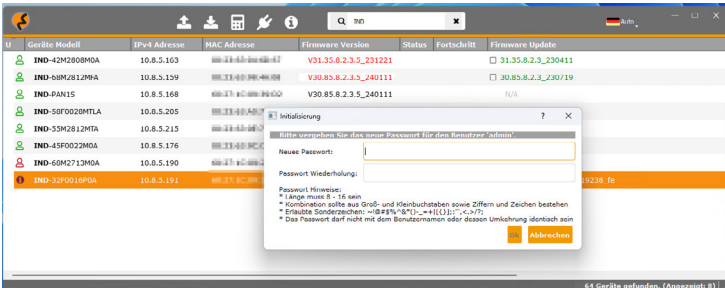 IND
Auto
U Geräte Modell IPv4 Adresse MAC Adresse Firmware Version Status Fortschritt Firmware Update
IND-42M2808M0A 10.8.5.163 V31.35.8.2.3.5_231221 31.35.8.2.3_230411
IND-68M2812MFA 10.8.5.159 V30.85.8.2.3.5_240111 30.85.8.2.3_230719
IND-PAN15 10.8.5.168 V30.85.8.2.3.5_240111 N/A
IND-58F0028MTLA 10.8.5.205
IND-55M2812MTA 10.8.5.215
IND-45F0022M0A 10.8.5.176
IND-60M2713M0A 10.8.5.190
IND-32F0016P0A 10.8.5.191 19238_fe
Initialisierung ? ×
Bitte vergeben Sie das neue Passwort für den Benutzer 'admin'.
Neues Passwort:
Passwort Wiederholung:
Passwort Hinweise:
* Länge muss 8 - 16 sein
* Kombination sollte aus Groß- und Kleinbuchstaben sowie Ziffern und Zeichen bestehen
* Erlaubte Sonderzeichen:
* Das Passwort darf nicht mit dem Benutzernamen oder dessen Umkehrung identisch sein
Ok Abbrechen
64 Geräte gefunden. (Angezeigt: 8)